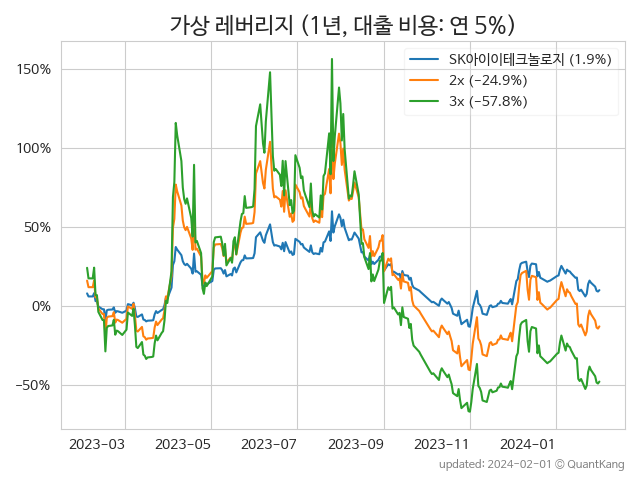 가상 레버리지 (1년, 대출 비용: 연 5%)
SK아이이테크놀로지 (1.9%)
2x (−24.9%)
3x (−57.8%)
150%
100%
50%
0%
−50%
2023-03 2023-05 2023-07 2023-09 2023-11 2024-01
updated: 2024-02-01 © QuantKang